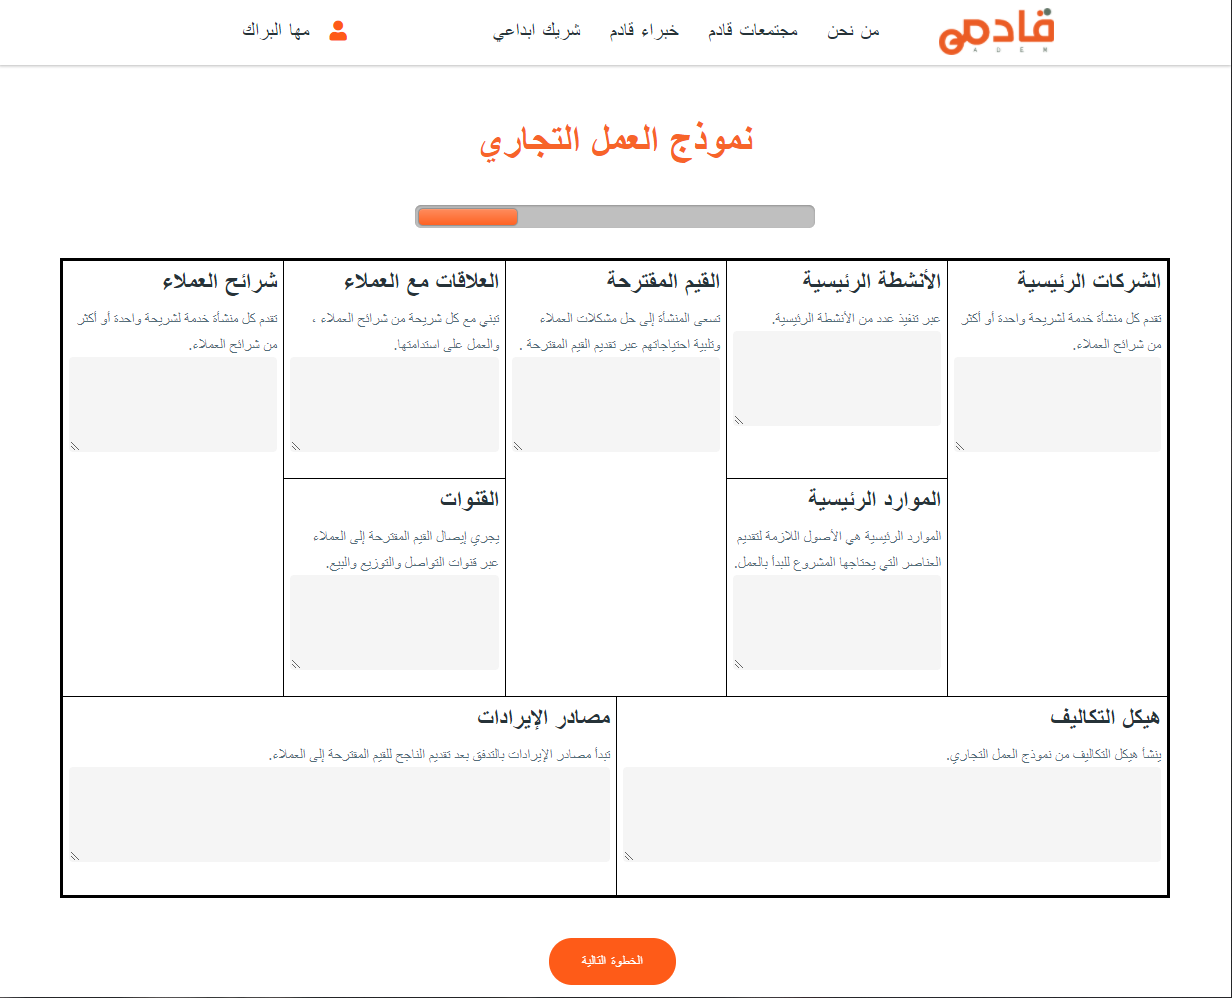 قادم
ADEM
من نحن
مجتمعات قادم
خبراء قادم
شريك ابداعي
مها البراك
نموذج العمل التجاري
الشركات الرئيسية
تقدم كل منشأة خدمة لشريحة واحدة أو أكثر
من شرائح العملاء.
الأنشطة الرئيسية
عبر تنفيذ عدد من الأنشطة الرئيسية.
الموارد الرئيسية
الموارد الرئيسية هي الأصول اللازمة لتقديم
العناصر التي يحتاجها المشروع للبدأ بالعمل.
القيم المقترحة
تسعى المنشأة إلى حل مشكلات العملاء
وتلبية احتياجاتهم عبر تقديم القيم المقترحة .
العلاقات مع العملاء
تبني مع كل شريحة من شرائح العملاء ،
والعمل على استدامتها.
القنوات
يجري إيصال القيم المقترحة إلى العملاء
عبر قنوات التواصل والتوزيع والبيع.
شرائح العملاء
تقدم كل منشأة خدمة لشريحة واحدة أو أكثر
من شرائح العملاء.
هيكل التكاليف
ينشأ هيكل التكاليف من نموذج العمل التجاري.
مصادر الإيرادات
تبدأ مصادر الإيرادات بالتدفق بعد تقديم الناجح للقيم المقترحة إلى العملاء.
الخطوة التالية